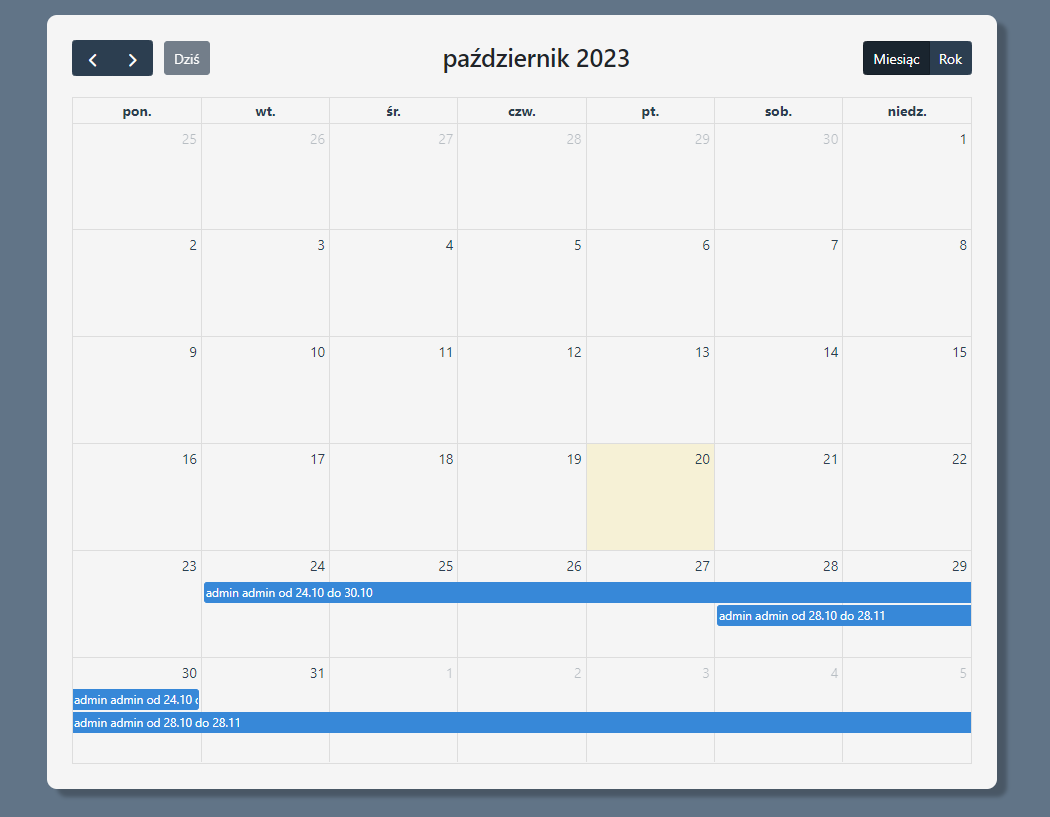 Dziś październik 2023 Miesiąc Rok
pon. wt. śr. czw. pt. sob. niedz.
25 26 27 28 29 30 1
2 3 4 5 6 7 8
9 10 11 12 13 14 15
16 17 18 19 20 21 22
23 24 25 26 27 28 29
admin admin od 24.10 do 30.10
admin admin od 28.10 do 28.11
30 31 1 2 3 4 5
admin admin od 24.10
admin admin od 28.10 do 28.11